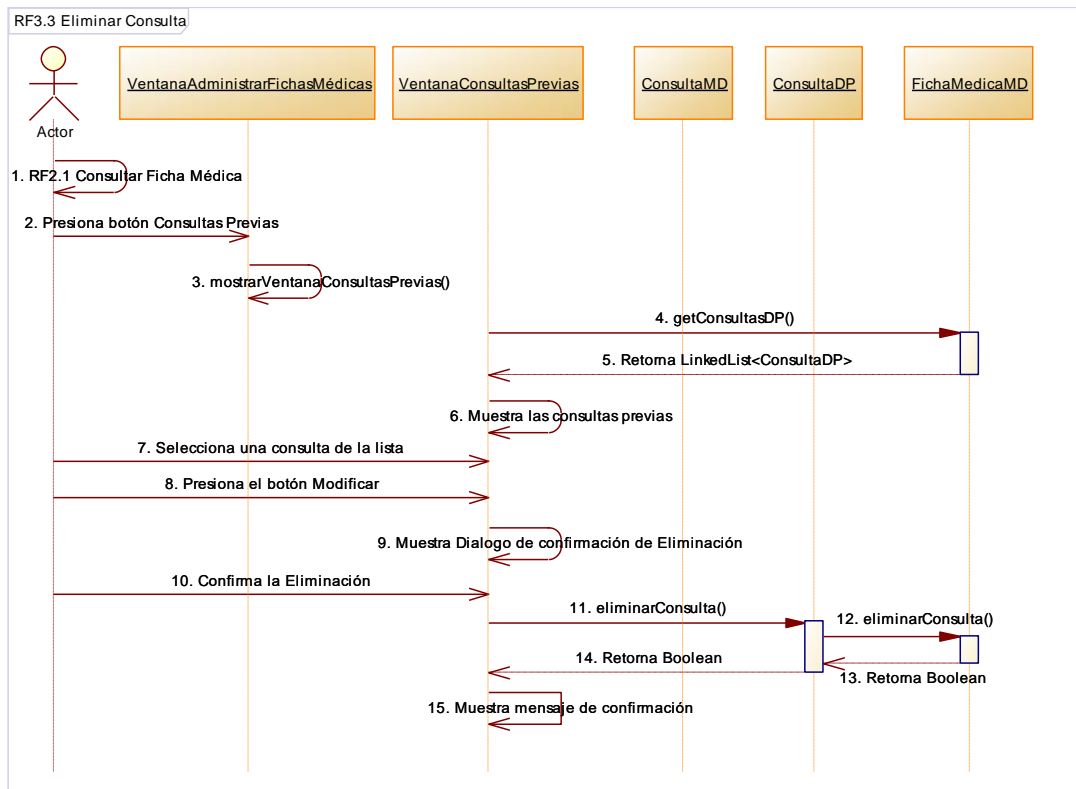 RF3.3 Eliminar Consulta
VentanaAdministrarFichasMédicas
VentanaConsultasPrevias
ConsultaMD
ConsultaDP
FichaMedicaMD
Actor
1. RF2.1 Consultar Ficha Médica
2. Presiona botón Consultas Previas
3. mostrarVentanaConsultasPrevias()
4. getConsultasDP()
5. Retorna LinkedList<ConsultaDP>
6. Muestra las consultas previas
7. Selecciona una consulta de la lista
8. Presiona el botón Modificar
9. Muestra Dialogo de confirmación de Eliminación
10. Confirma la Eliminación
11. eliminarConsulta()
12. eliminarConsulta()
13. Retorna Boolean
14. Retorna Boolean
15. Muestra mensaje de confirmación